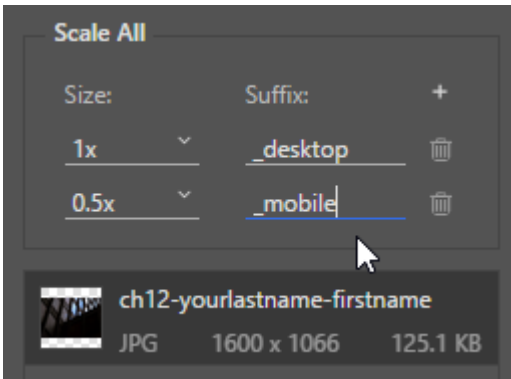 Scale All
Size: Suffix: +
1x _desktop
0.5x _mobile
ch12-yourlastname-firstname
JPG 1600 x 1066 125.1 KB